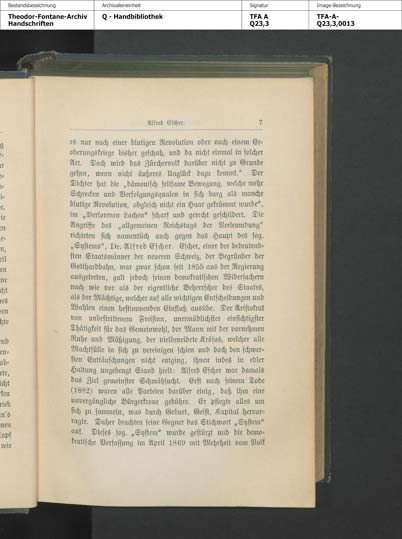 Bestandsbezeichnung
Archivalieneinheit
Signatur
Image-Bezeichnung
Theodor-Fontane-Archiv
Handschriften
Q - Handbibliothek
TFA A
Q23,3
TFA-A-
Q23,3,0013
Alfred Escher. 7
es nur nach einer blutigen Revolution oder nach einem Er-
oberungskriege bisher geschah, und da nicht einmal in solcher
Art. Doch wird das Zürchervolk darüber nicht zu Grunde
gehn, wenn nicht äußeres Unglück dazu kommt." Der
Dichter hat die „dämonisch seltsame Bewegung, welche mehr
Schrecken und Verfolgungsqualen in sich barg als manche
blutige Revolution, obgleich nicht ein Haar gekrümmt wurde",
im „Verlorenen Lachen" scharf und gerecht geschildert. Die
Angriffe des „allgemeinen Reichstags der Verleumdung"
richteten sich namentlich auch gegen das Haupt des sog.
„Systems", Dr. Alfred Escher. Escher, einer der bedeutend-
sten Staatsmänner der neueren Schweiz, der Begründer der
Gotthardbahn, war zwar schon seit 1855 aus der Regierung
ausgetreten, galt jedoch seinen demokratischen Widersachern
nach wie vor als der eigentliche Beherrscher des Staates,
als der Mächtige, welcher auf alle wichtigen Entscheidungen und
Wahlen einen bestimmenden Einfluß ausübe. Der Aristokrat
von unbestrittenem Freisinn, unermüdlichster einsichtigster
Thätigkeit für das Gemeinwohl, der Mann mit der vornehmen
Ruhe und Mäßigung, der vielbeneidete Krösus, welcher alle
Machtfülle in sich zu vereinigen schien und doch den schwer-
sten Enttäuschungen nicht entging, ihnen indes in edler
Haltung ungebeugt Stand hielt: Alfred Escher war damals
das Ziel gemeinster Schmähsucht. Erst nach seinem Tode
(1882) waren alle Parteien darüber einig, daß ihm eine
unvergängliche Bürgerkrone gebühre. Er pflegte alles um
sich zu sammeln, was durch Geburt, Geist, Kapital hervor-
ragte. Daher brachten seine Gegner das Stichwort „System"
auf. Dieses sog. „System" wurde gestürzt und die demo-
kratische Verfassung im April 1869 mit Mehrheit vom Volk